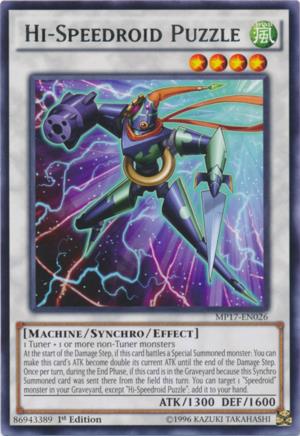 HI-SPEEDROID PUZZLE
風
MP17-EN026
[MACHINE/SYNCHRO/EFFECT]
1 Tuner + 1 or more non-Tuner monsters
At the start of the Damage Step, if this card battles a Special Summoned monster: You can
make this card's ATK become double its current ATK until the end of the Damage Step.
Once per turn, during the End Phase, if this card is in the Graveyard because this Synchro
Summoned card was sent there from the field this turn: You can target 1 "Speedroid"
monster in your Graveyard, except "Hi-Speedroid Puzzle"; add it to your hand.
ATK/1300 DEF/1600
86943389 1st Edition ©1996 KAZUKI TAKAHASHI